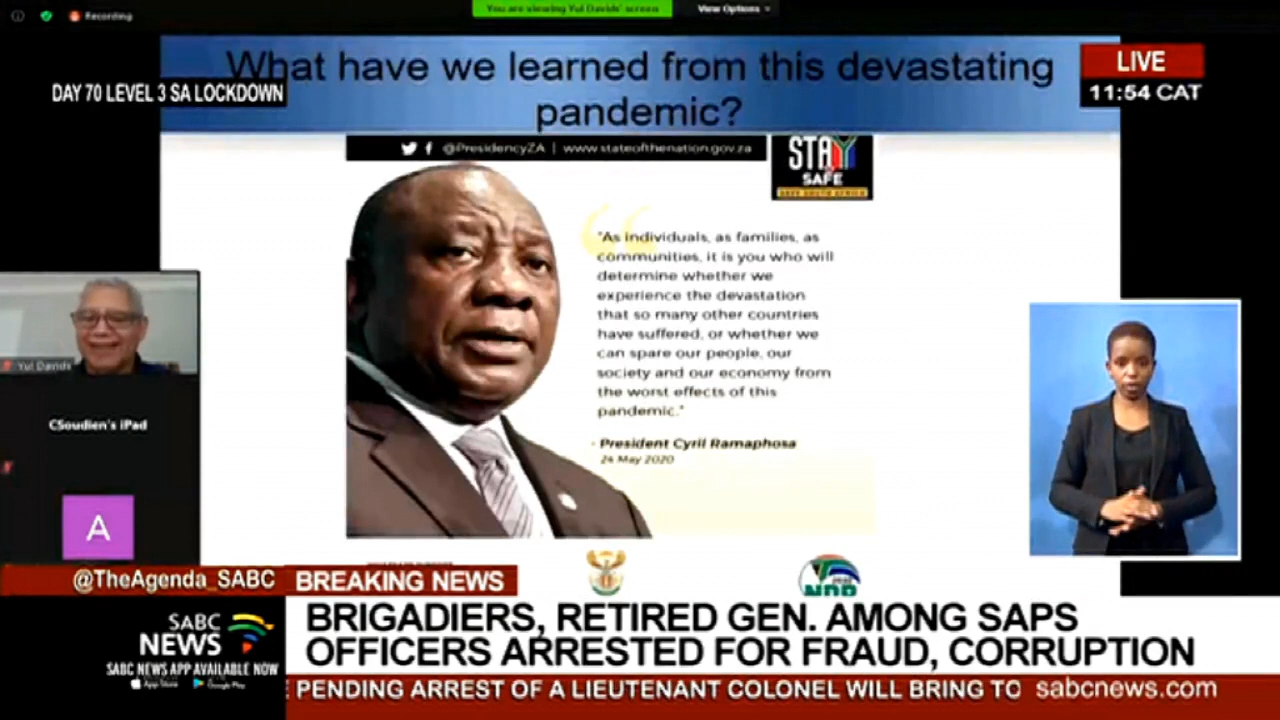 Recording
You are viewing Yul Davids' screen
View Options
What have we learned from this devastating
pandemic?
LIVE
11:54 CAT
DAY 70 LEVEL 3 SA LOCKDOWN
@PresidencyZA | www.stateofthenation.gov.za
STAY
SAFE
"As individuals, as families, as
communities, it is you who will
determine whether we
experience the devastation
that so many other countries
have suffered, or whether we
can spare our people, our
society and our economy from
the worst effects of this
pandemic."
- President Cyril Ramaphosa
24 May 2020
Yul Davids
CSoudien's iPad
A
NDP
@TheAgenda_SABC
BREAKING NEWS
SABC
NEWS
SABC NEWS APP AVAILABLE NOW
App Store
Google Play
BRIGADIERS, RETIRED GEN. AMONG SAPS
OFFICERS ARRESTED FOR FRAUD, CORRUPTION
PENDING ARREST OF A LIEUTENANT COLONEL WILL BRING TO
sabcnews.com